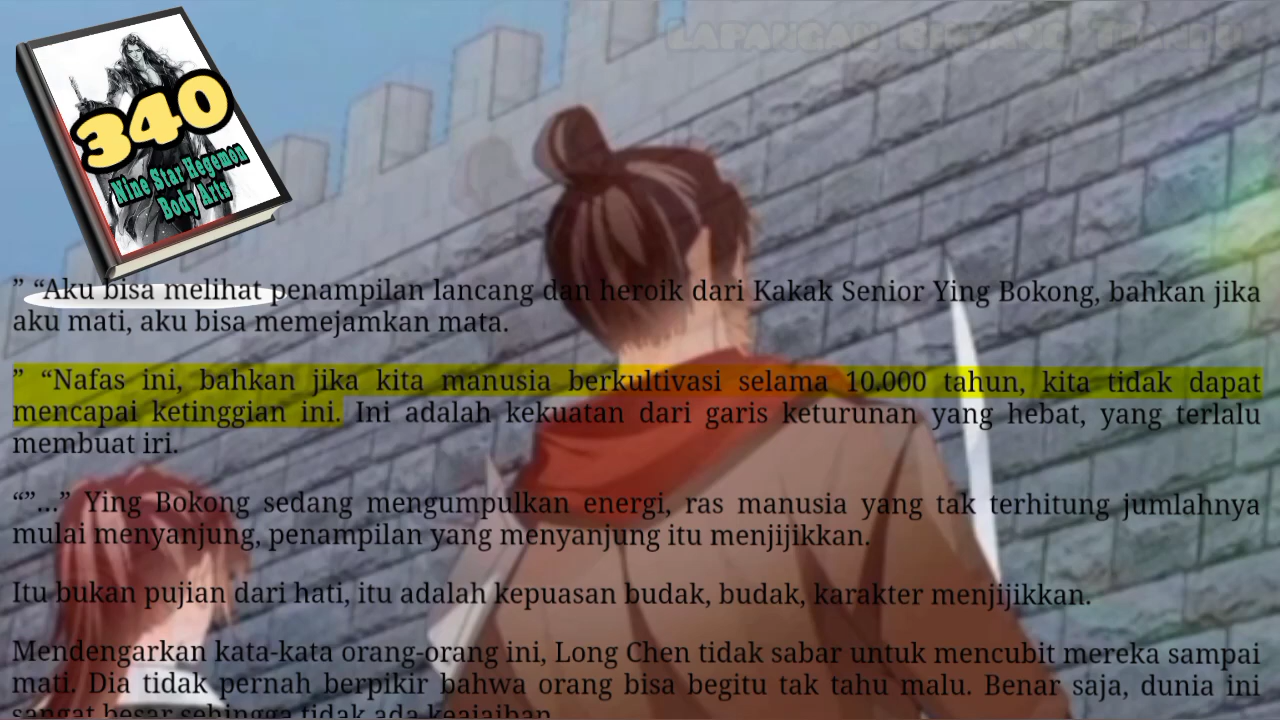 340
Nine Star Hegemon
Body Arts
” “Aku bisa melihat penampilan lancang dan heroik dari Kakak Senior Ying Bokong, bahkan jika
aku mati, aku bisa memejamkan mata.
” “Nafas ini, bahkan jika kita manusia berkultivasi selama 10.000 tahun, kita tidak dapat
mencapai ketinggian ini. Ini adalah kekuatan dari garis keturunan yang hebat, yang terlalu
membuat iri.
“”…” Ying Bokong sedang mengumpulkan energi, ras manusia yang tak terhitung jumlahnya
mulai menyanjung, penampilan yang menyanjung itu menjijikkan.
Itu bukan pujian dari hati, itu adalah kepuasan budak, budak, karakter menjijikkan.
Mendengarkan kata-kata orang-orang ini, Long Chen tidak sabar untuk mencubit mereka sampai
mati. Dia tidak pernah berpikir bahwa orang bisa begitu tak tahu malu. Benar saja, dunia ini
sangat besar sehingga tidak ada keajaiban